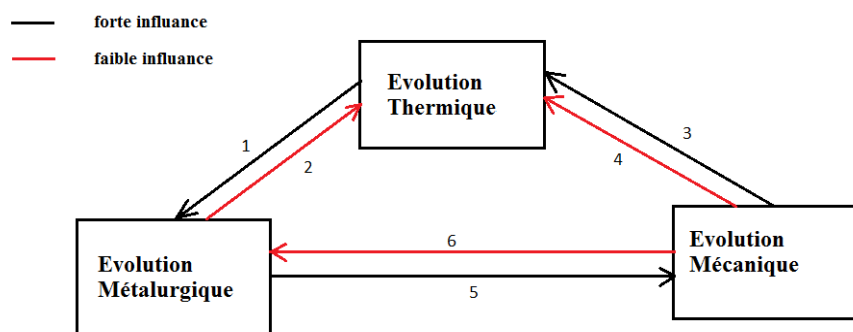 forte influance
faible influance
Evolution
Thermique
1
2
3
4
6
5
Evolution
Métalurgique
Evolution
Mécanique